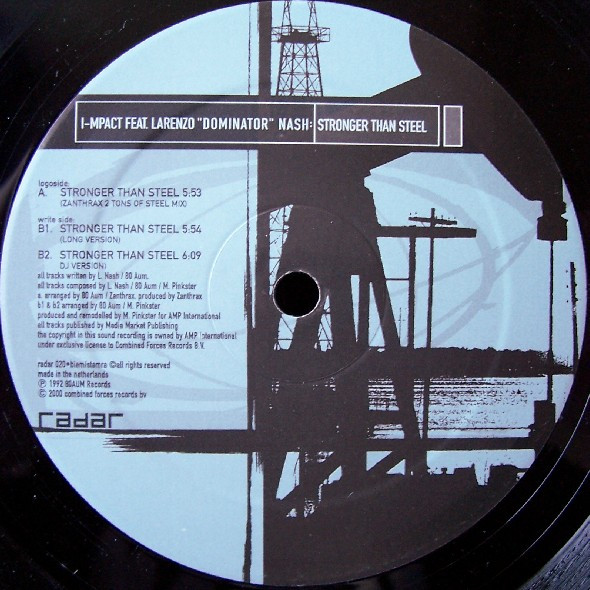 I-MPACT FEAT. LARENZO "DOMINATOR" NASH: STRONGER THAN STEEL
logoside:
A. STRONGER THAN STEEL 5:53
(ZANTHRAX 2 TONS OF STEEL MIX)
write side:
B1. STRONGER THAN STEEL 5:54
(LONG VERSION)
B2. STRONGER THAN STEEL 6:09
DJ VERSION)
all tracks written by L. Nash / 80 Aum.
all tracks composed by L. Nash / 80 Aum / M. Pinkster
a. arranged by 80 Aum / Zanthrax. produced by Zanthrax
b1 & b2 arranged by 80 Aum / M. Pinkster
produced and remodelled by M. Pinkster for AMP International
all tracks published by Media Market Publishing
the copyright in this sound recording is owned by AMP International
under exclusive license to Combined Forces Records B.V.
radar 020•biem/stemra ©all rights reserved
made in the netherlands
℗ 1992 80AUM Records
© 2000 combined forces records bv
radar